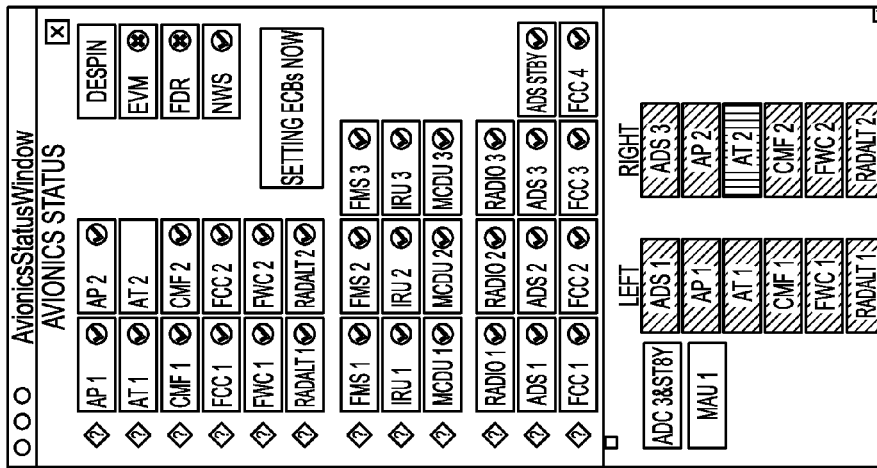 AvionicsStatusWindow
AVIONICS STATUS
? AP 1 AP 2 DESPIN
? AT 1 AT 2 EVM
? CMF 1 CMF 2 FDR
? FCC 1 FCC 2 NWS
? FWC 1 FWC 2
? RADALT 1 RADALT 2
SETTING ECBs NOW
? FMS 1 FMS 2 FMS 3
? IRU 1 IRU 2 IRU 3
? MCDU 1 MCDU 2 MCDU 3
? RADIO 1 RADIO 2 RADIO 3
? ADS 1 ADS 2 ADS 3 ADS STBY
? FCC 1 FCC 2 FCC 3 FCC 4
LEFT RIGHT
ADC 3&ST8Y ADS 1 ADS 3
MAU 1 AP 1 AP 2
AT 1 AT 2
CMF 1 CMF 2
FWC 1 FWC 2
RADALT 1 RADALT 2